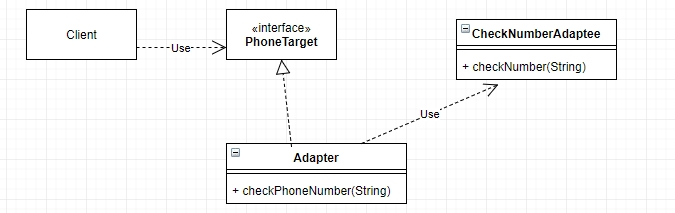 Client
Use
«interface»
PhoneTarget
CheckNumberAdaptee
+ checkNumber(String)
Use
Adapter
+ checkPhoneNumber(String)